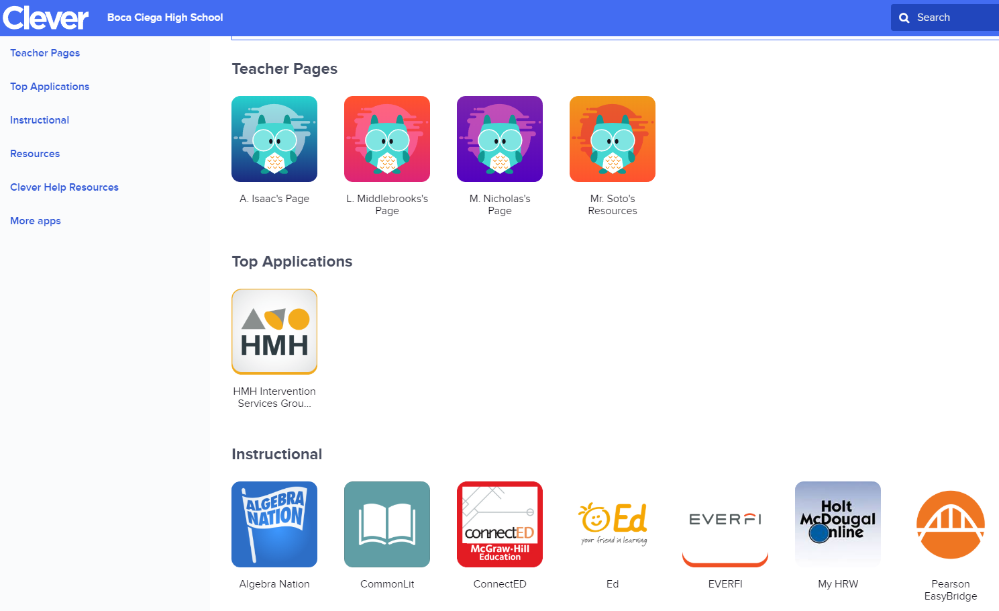 Clever
Boca Ciega High School
Search
Teacher Pages
Top Applications
Instructional
Resources
Clever Help Resources
More apps
Teacher Pages
A. Isaac's Page
L. Middlebrooks's
Page
M. Nicholas's
Page
Mr. Soto's
Resources
Top Applications
HMH
HMH Intervention
Services Grou...
Instructional
ALGEBRA
NATION
Algebra Nation
CommonLit
connectED
McGraw-Hill
Education
ConnectED
Ed
your friend in learning
Ed
EVERFI
EVERFI
Holt
McDougal
Online
My HRW
Pearson
EasyBridge